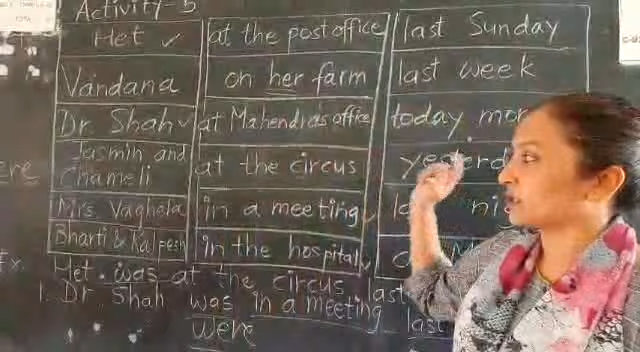 Activity-5
Het ✓ at the post office last Sunday
Vandana on her farm last week
Dr. Shah ✓ at Mahendra's office today mor
Jasmin and Chameli at the circus yesterd
Mrs. Vaghela in a meeting ✓
Bharti & Kalpesh in the hospital ✓
Het was at the circus
1. Dr Shah was in a meeting last
were